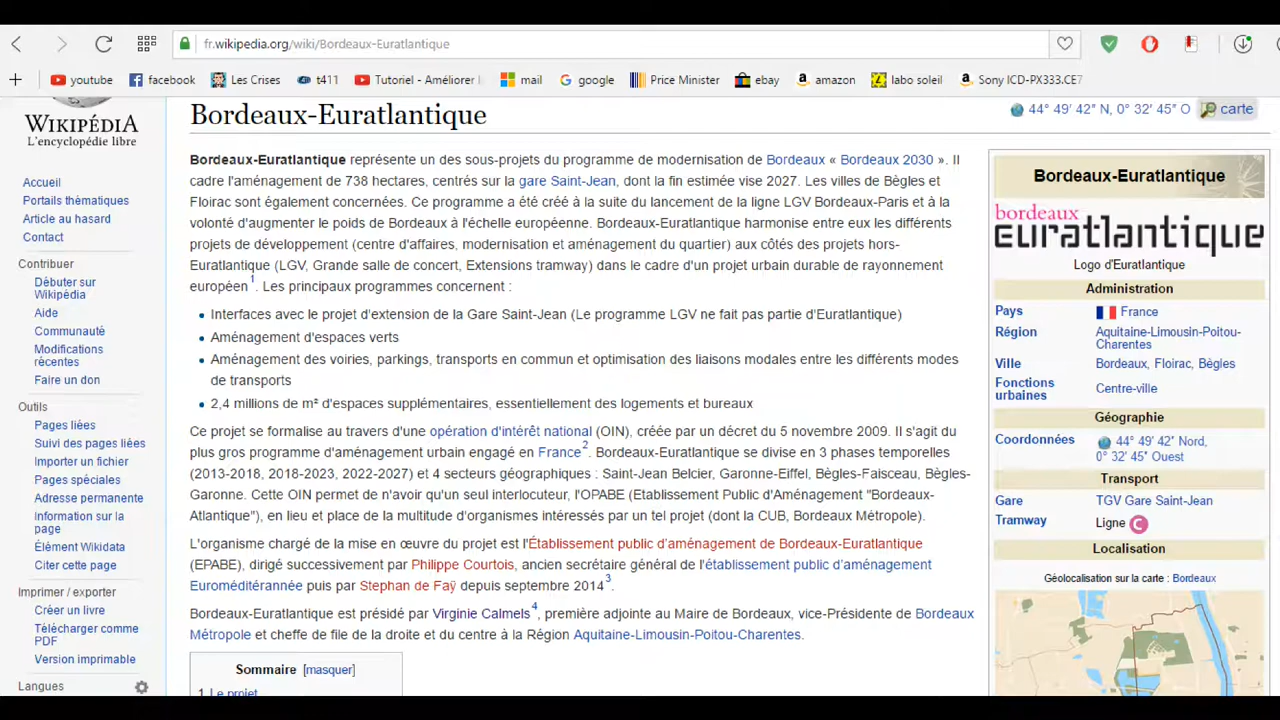 fr.wikipedia.org/wiki/Bordeaux-Euratlantique
youtube facebook Les Crises t411 Tutoriel - Améliorer mail google Price Minister ebay amazon labo soleil Sony ICD-PX333.CE7
WIKIPÉDIA
L'encyclopédie libre
Accueil
Portails thématiques
Article au hasard
Contact
Contribuer
Débuter sur
Wikipédia
Aide
Communauté
Modifications
récentes
Faire un don
Outils
Pages liées
Suivi des pages liées
Importer un fichier
Pages spéciales
Adresse permanente
Information sur la
page
Élément Wikidata
Citer cette page
Imprimer / exporter
Créer un livre
Télécharger comme
PDF
Version imprimable
Langues
Bordeaux-Euratlantique
44° 49′ 42″ N, 0° 32′ 45″ O carte
Bordeaux-Euratlantique représente un des sous-projets du programme de modernisation de Bordeaux « Bordeaux 2030 ». Il
cadre l'aménagement de 738 hectares, centrés sur la gare Saint-Jean, dont la fin estimée vise 2027. Les villes de Bègles et
Floirac sont également concernées. Ce programme a été créé à la suite du lancement de la ligne LGV Bordeaux-Paris et à la
volonté d'augmenter le poids de Bordeaux à l'échelle européenne. Bordeaux-Euratlantique harmonise entre eux les différents
projets de développement (centre d'affaires, modernisation et aménagement du quartier) aux côtés des projets hors-
Euratlantique (LGV, Grande salle de concert, Extensions tramway) dans le cadre d'un projet urbain durable de rayonnement
européen1. Les principaux programmes concernent :
Interfaces avec le projet d'extension de la Gare Saint-Jean (Le programme LGV ne fait pas partie d'Euratlantique)
Aménagement d'espaces verts
Aménagement des voiries, parkings, transports en commun et optimisation des liaisons modales entre les différents modes
de transports
2,4 millions de m² d'espaces supplémentaires, essentiellement des logements et bureaux
Ce projet se formalise au travers d'une opération d'intérêt national (OIN), créée par un décret du 5 novembre 2009. Il s'agit du
plus gros programme d'aménagement urbain engagé en France2. Bordeaux-Euratlantique se divise en 3 phases temporelles
(2013-2018, 2018-2023, 2022-2027) et 4 secteurs géographiques : Saint-Jean Belcier, Garonne-Eiffel, Bègles-Faisceau, Bègles-
Garonne. Cette OIN permet de n'avoir qu'un seul interlocuteur, l'OPABE (Etablissement Public d'Aménagement "Bordeaux-
Atlantique"), en lieu et place de la multitude d'organismes intéressés par un tel projet (dont la CUB, Bordeaux Métropole).
L'organisme chargé de la mise en œuvre du projet est l'Établissement public d'aménagement de Bordeaux-Euratlantique
(EPABE), dirigé successivement par Philippe Courtois, ancien secrétaire général de l'établissement public d'aménagement
Euroméditérannée puis par Stephan de Faÿ depuis septembre 20143.
Bordeaux-Euratlantique est présidé par Virginie Calmels4, première adjointe au Maire de Bordeaux, vice-Présidente de Bordeaux
Métropole et cheffe de file de la droite et du centre à la Région Aquitaine-Limousin-Poitou-Charentes.
Sommaire [masquer]
1 Le projet
Bordeaux-Euratlantique
bordeaux
euratlantique
Logo d'Euratlantique
Administration
Pays France
Région Aquitaine-Limousin-Poitou-
Charentes
Ville Bordeaux, Floirac, Bègles
Fonctions
urbaines Centre-ville
Géographie
Coordonnées 44° 49′ 42″ Nord,
0° 32′ 45″ Ouest
Transport
Gare TGV Gare Saint-Jean
Tramway Ligne C
Localisation
Géolocalisation sur la carte : Bordeaux